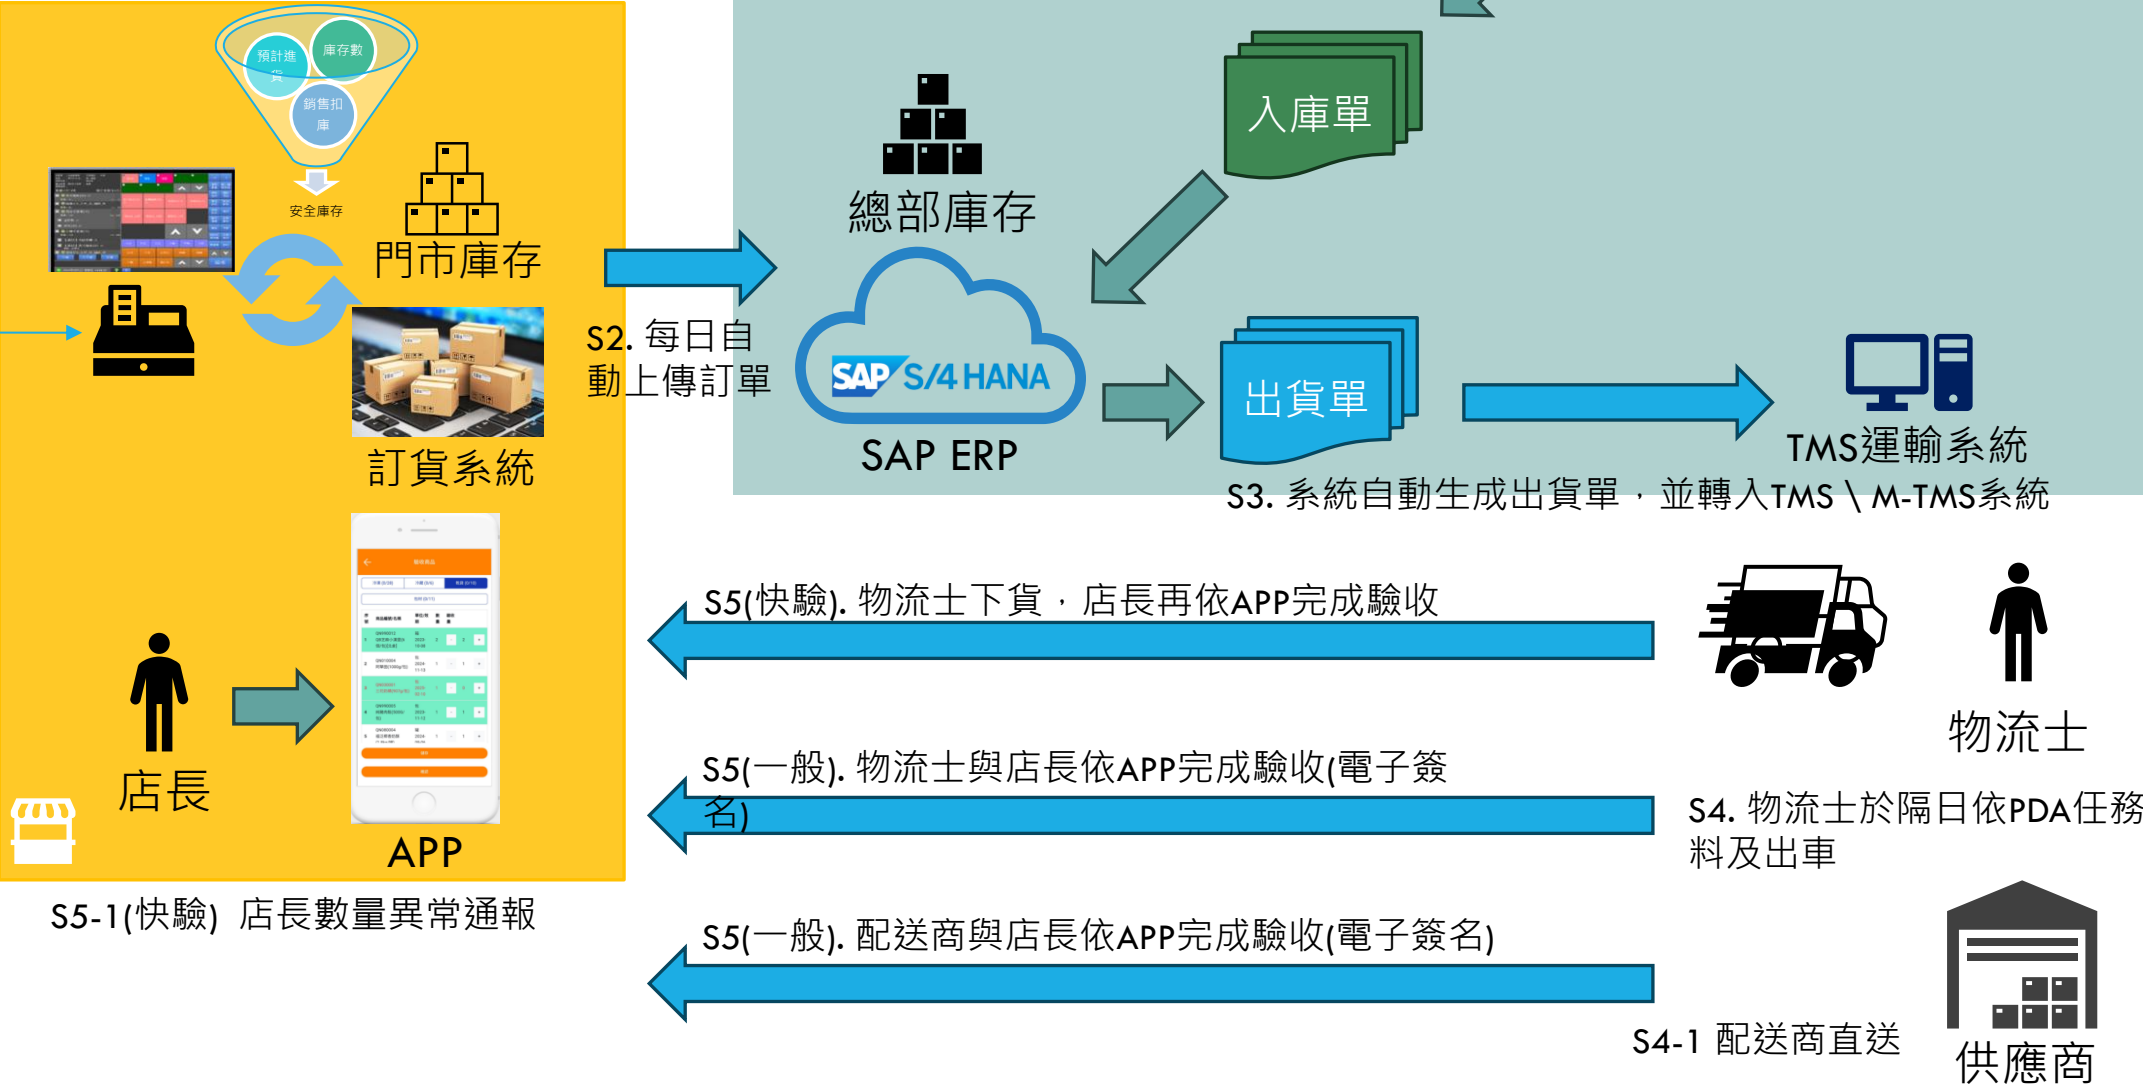 預計進
貨
庫存數
銷售扣
庫
安全庫存
門市庫存
訂貨系統
店長
APP
S5-1(快驗) 店長數量異常通報
S2. 每日自
動上傳訂單
總部庫存
SAP S/4 HANA
SAP ERP
入庫單
出貨單
TMS運輸系統
S3. 系統自動生成出貨單，並轉入TMS \ M-TMS系統
S5(快驗). 物流士下貨，店長再依APP完成驗收
物流士
S5(一般). 物流士與店長依APP完成驗收(電子簽
名)
S4. 物流士於隔日依PDA任務
料及出車
S5(一般). 配送商與店長依APP完成驗收(電子簽名)
S4-1 配送商直送
供應商